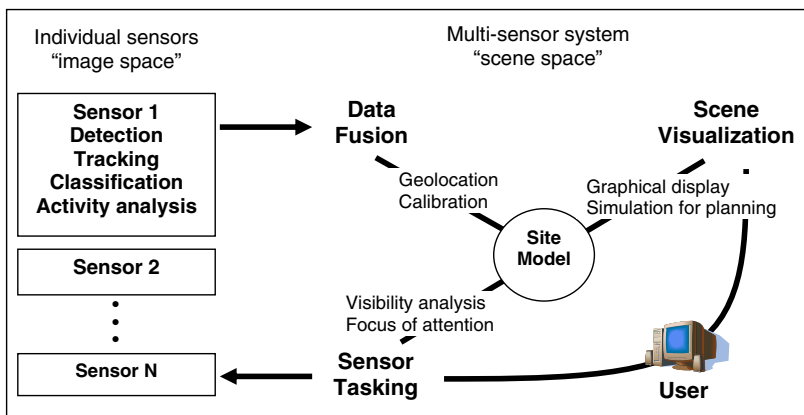 Individual sensors
“image space”
Multi-sensor system
“scene space”
Sensor 1
Detection
Tracking
Classification
Activity analysis
Sensor 2
Sensor N
Data
Fusion
Scene
Visualization
Geolocation
Calibration
Graphical display
Simulation for planning
Site
Model
Visibility analysis
Focus of attention
Sensor
Tasking
User